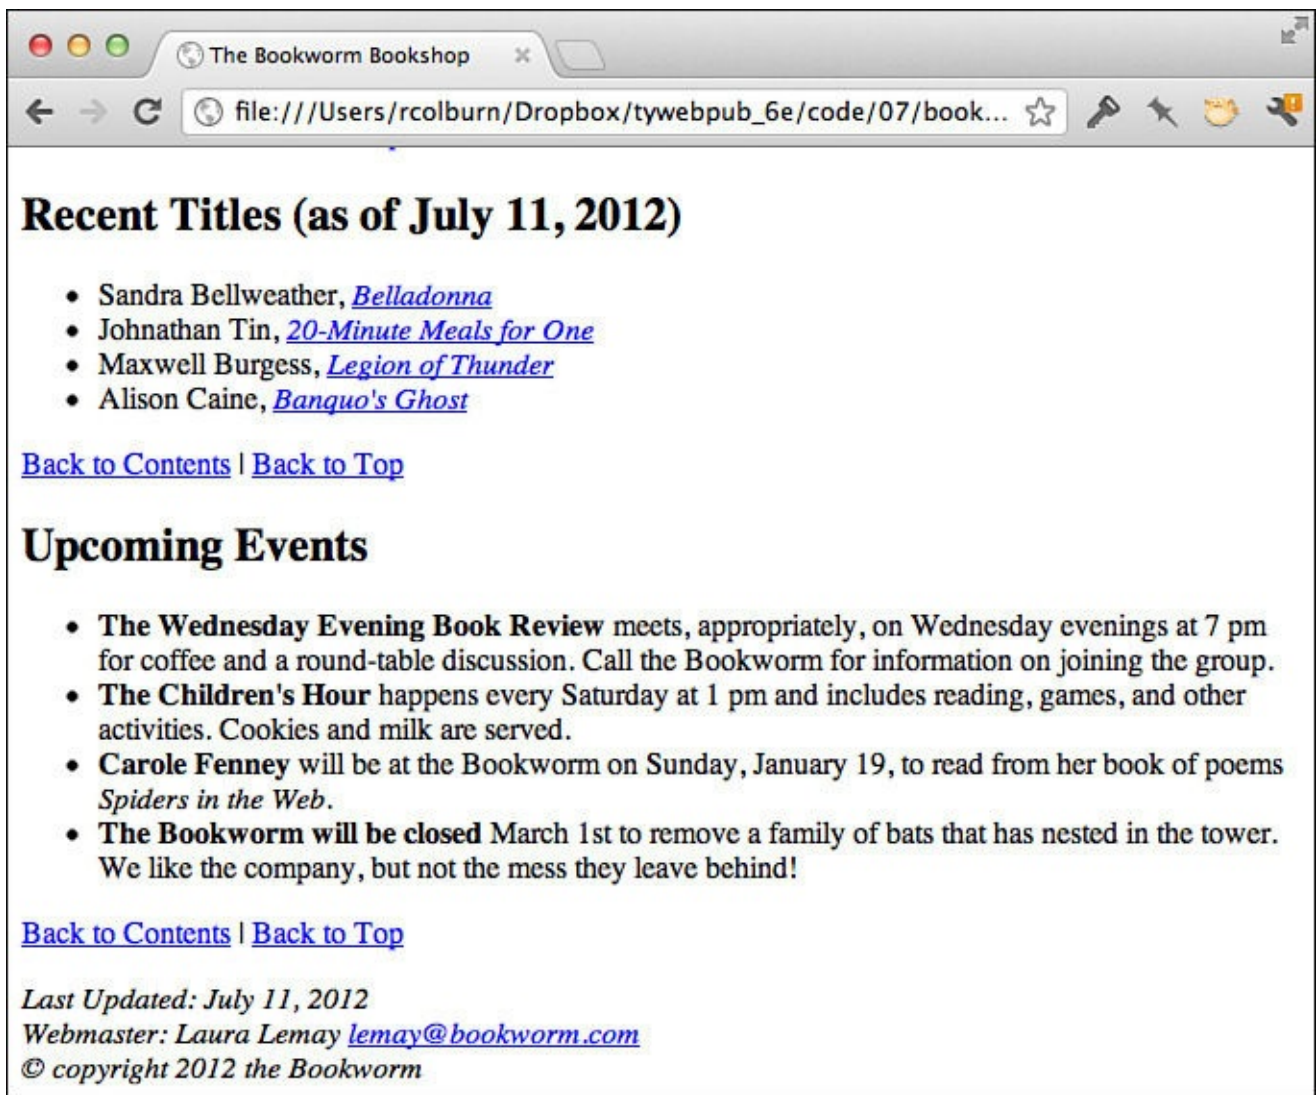 The Bookworm Bookshop
file:///Users/rcolburn/Dropbox/tywebpub_6e/code/07/book...
Recent Titles (as of July 11, 2012)
• Sandra Bellweather, Belladonna
• Johnathan Tin, 20-Minute Meals for One
• Maxwell Burgess, Legion of Thunder
• Alison Caine, Banquo's Ghost
Back to Contents | Back to Top
Upcoming Events
• The Wednesday Evening Book Review meets, appropriately, on Wednesday evenings at 7 pm
for coffee and a round-table discussion. Call the Bookworm for information on joining the group.
• The Children's Hour happens every Saturday at 1 pm and includes reading, games, and other
activities. Cookies and milk are served.
• Carole Fenney will be at the Bookworm on Sunday, January 19, to read from her book of poems
Spiders in the Web.
• The Bookworm will be closed March 1st to remove a family of bats that has nested in the tower.
We like the company, but not the mess they leave behind!
Back to Contents | Back to Top
Last Updated: July 11, 2012
Webmaster: Laura Lemay lemay@bookworm.com
© copyright 2012 the Bookworm